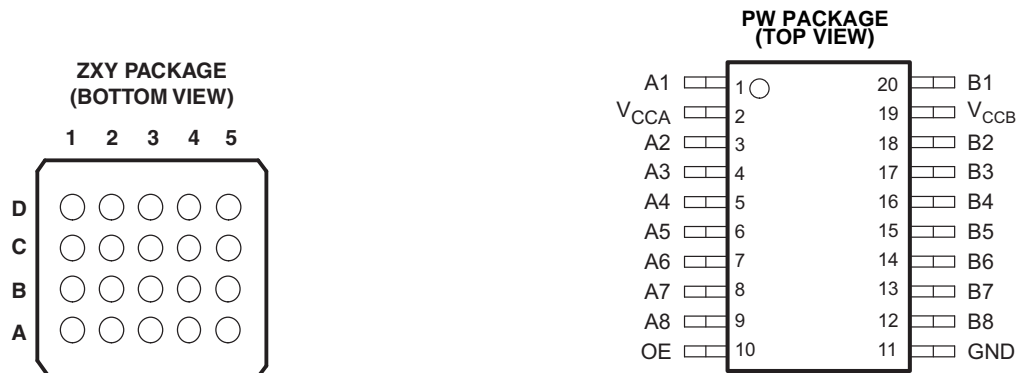 ZXY PACKAGE
(BOTTOM VIEW)
1 2 3 4 5
D
C
B
A
PW PACKAGE
(TOP VIEW)
A1 1 20 B1
VCCA 2 19 VCCB
A2 3 18 B2
A3 4 17 B3
A4 5 16 B4
A5 6 15 B5
A6 7 14 B6
A7 8 13 B7
A8 9 12 B8
OE 10 11 GND